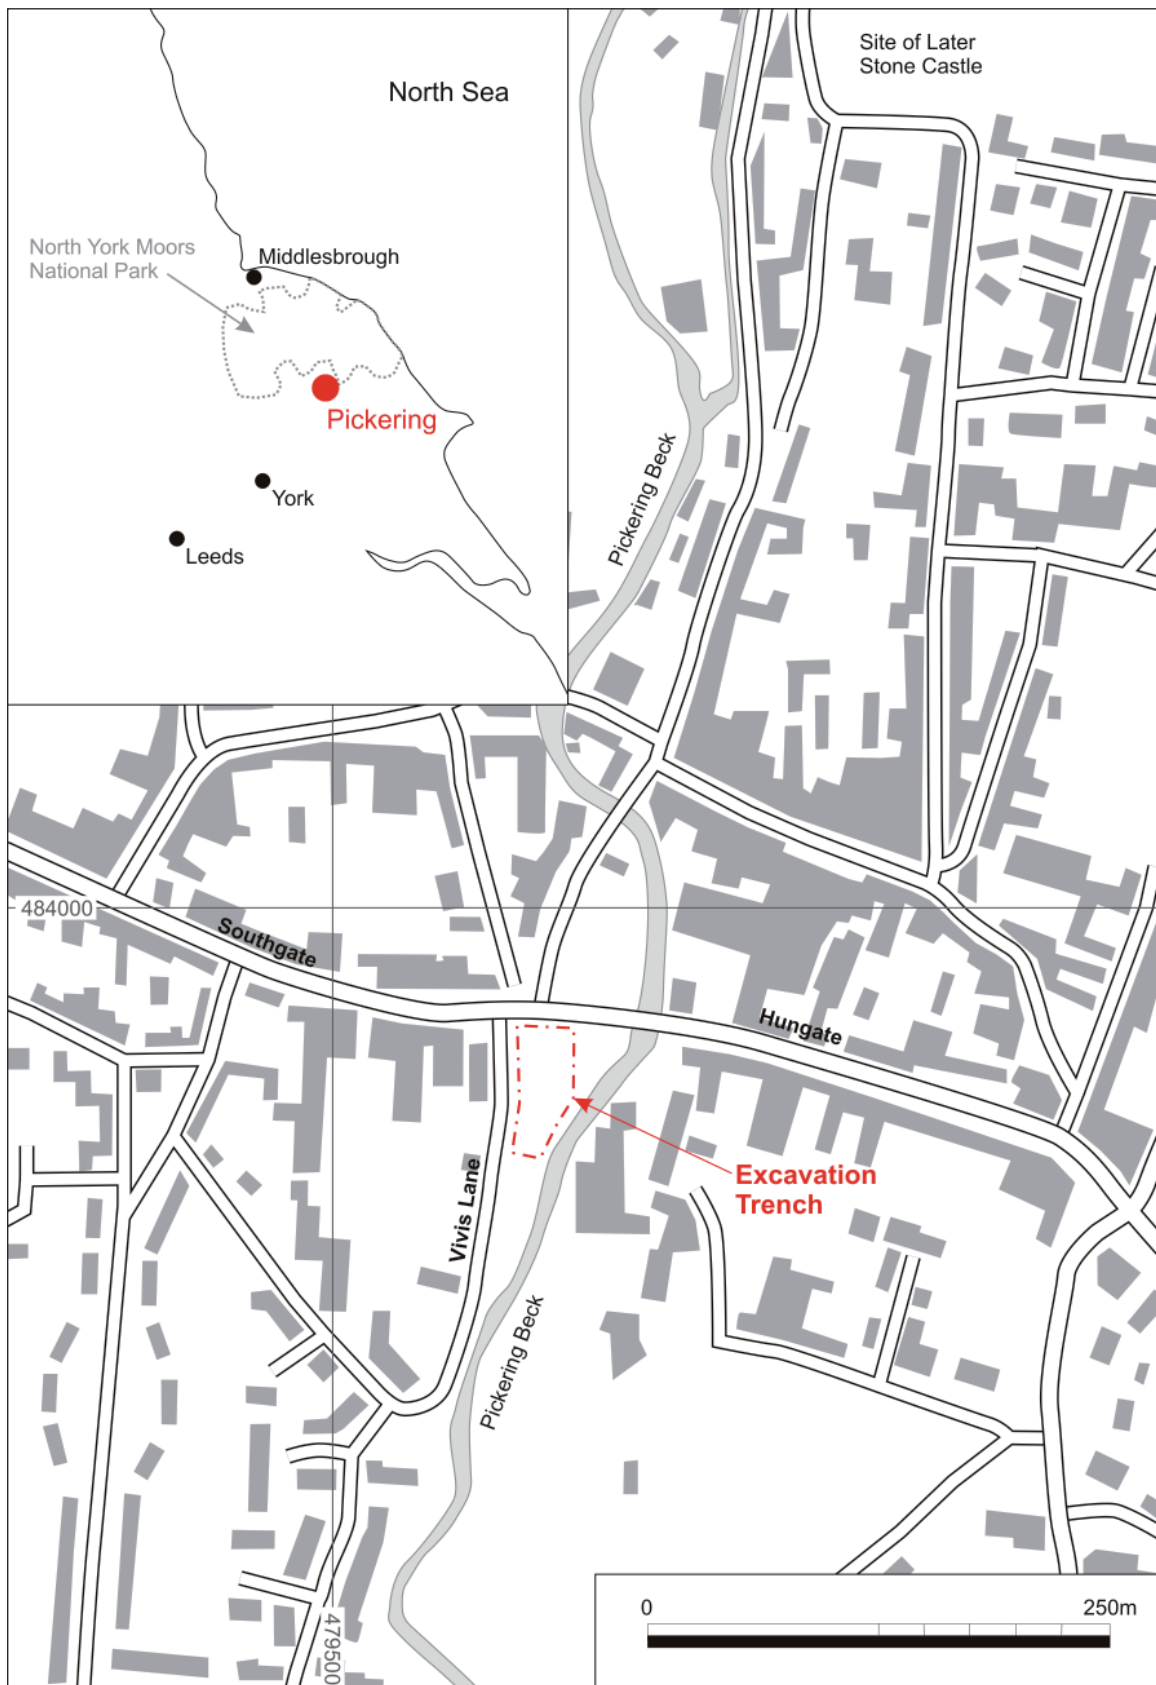 Site of Later
Stone Castle
North Sea
North York Moors
National Park
Middlesbrough
Pickering
York
Leeds
Pickering Beck
484000
Southgate
Hungate
Excavation
Trench
Vivis Lane
Pickering Beck
479500
0
250m